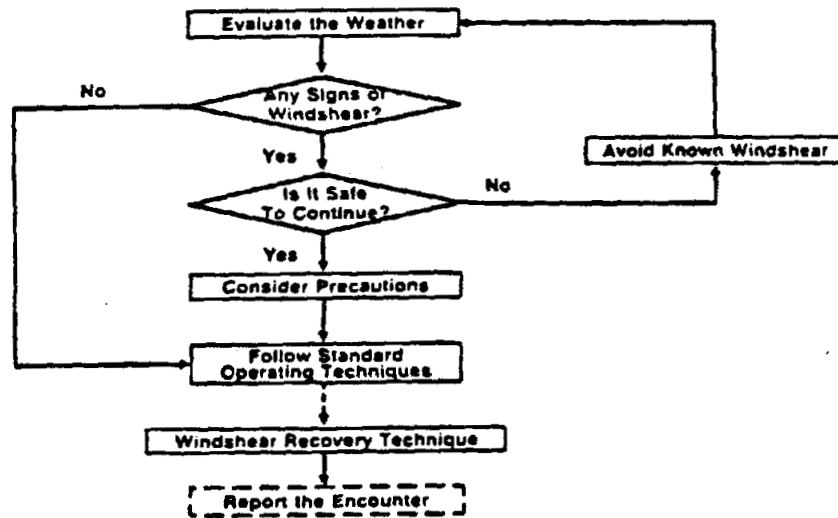 Evaluate the Weather
No
Any Signs of
Windshear?
Yes
Avoid Known Windshear
Is It Safe
To Continue?
No
Yes
Consider Precautions
Follow Standard
Operating Techniques
Windshear Recovery Technique
Report the Encounter